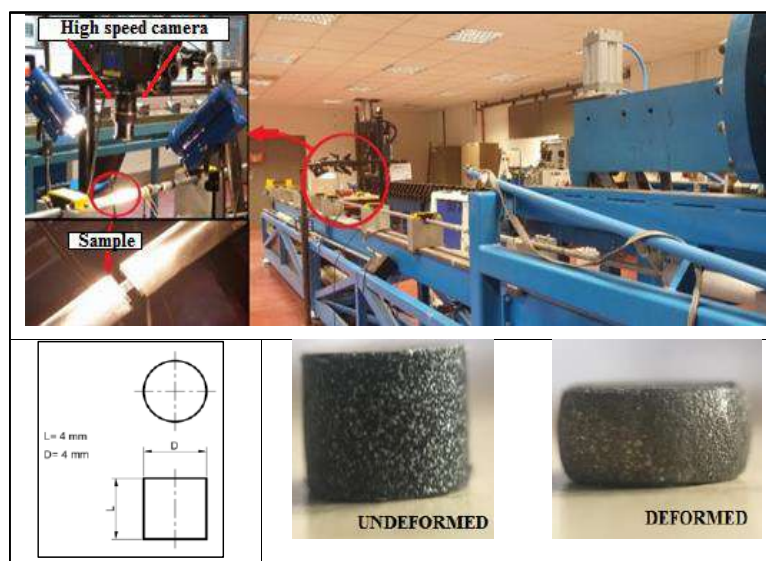 High speed camera
Sample
L= 4 mm
D= 4 mm
D
L
UNDEFORMED
DEFORMED